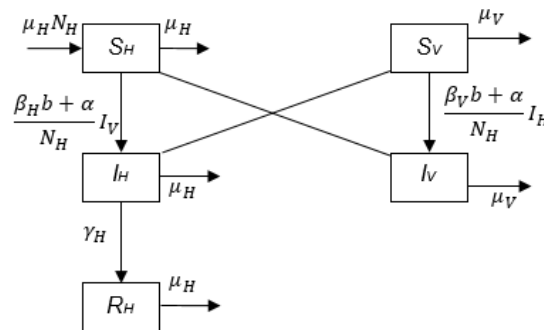 μ_H N_H
μ_H
S_H
S_V
μ_V
(β_H b + α)/N_H I_V
(β_V b + α)/N_H I_H
I_H
μ_H
I_V
μ_V
γ_H
R_H
μ_H